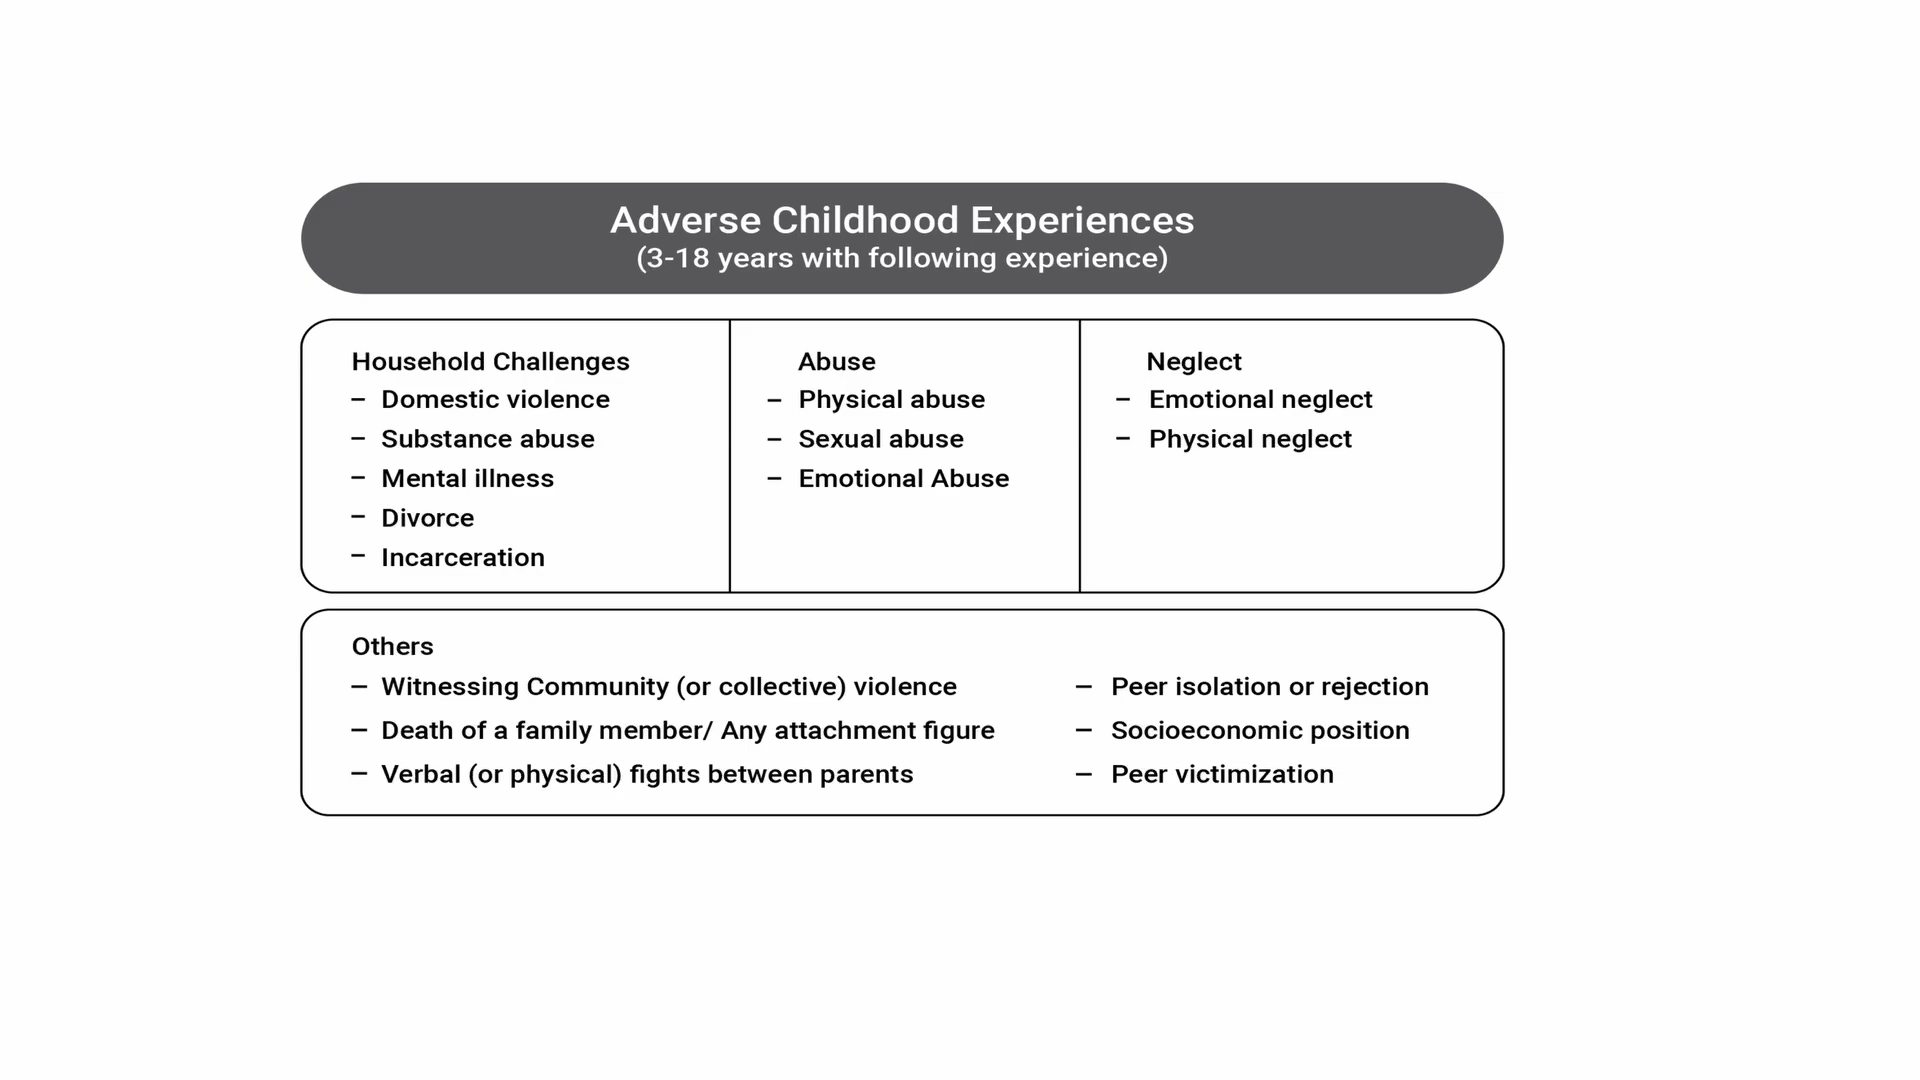 Adverse Childhood Experiences
(3-18 years with following experience)
Household Challenges
– Domestic violence
– Substance abuse
– Mental illness
– Divorce
– Incarceration
Abuse
– Physical abuse
– Sexual abuse
– Emotional Abuse
Neglect
– Emotional neglect
– Physical neglect
Others
– Witnessing Community (or collective) violence
– Death of a family member/ Any attachment figure
– Verbal (or physical) fights between parents
– Peer isolation or rejection
– Socioeconomic position
– Peer victimization